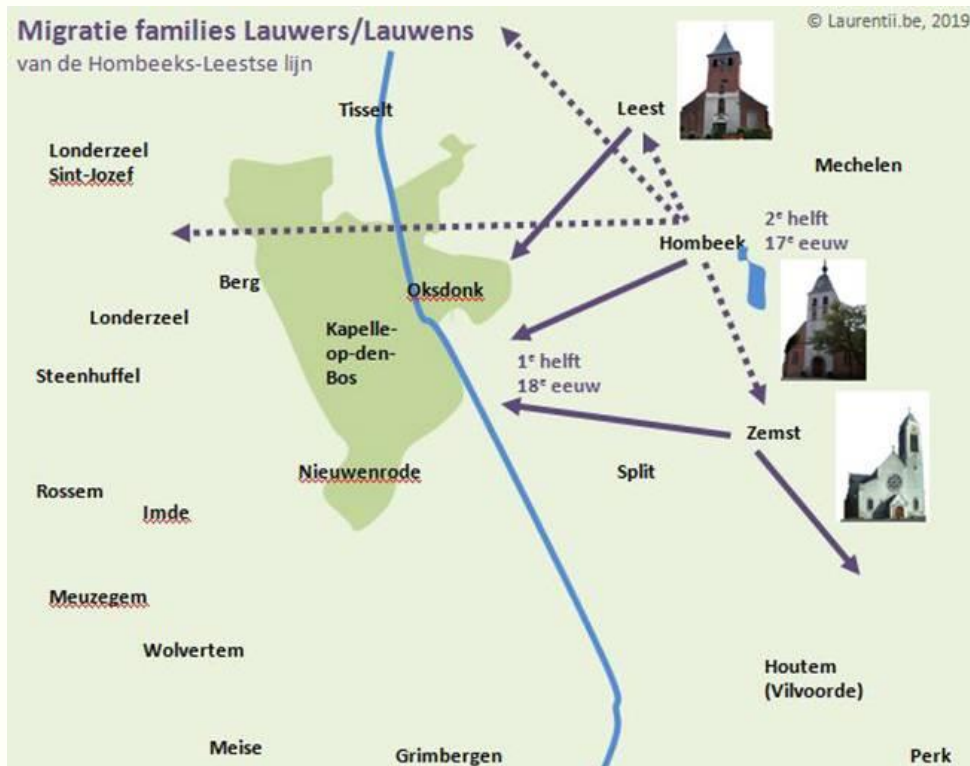 Migratie families Lauwers/Lauwens
van de Hombeeks-Leestse lijn
© Laurentii.be, 2019
Tisselt
Leest
Londerzeel
Sint-Jozef
Mechelen
2e helft
17e eeuw
Hombeek
Berg
Oksdonk
Londerzeel
Kapelle-
op-den-
Bos
1e helft
18e eeuw
Steenhuffel
Zemst
Nieuwenrode
Split
Rossem
Imde
Meuzegem
Wolvertem
Houtem
(Vilvoorde)
Meise
Grimbergen
Perk